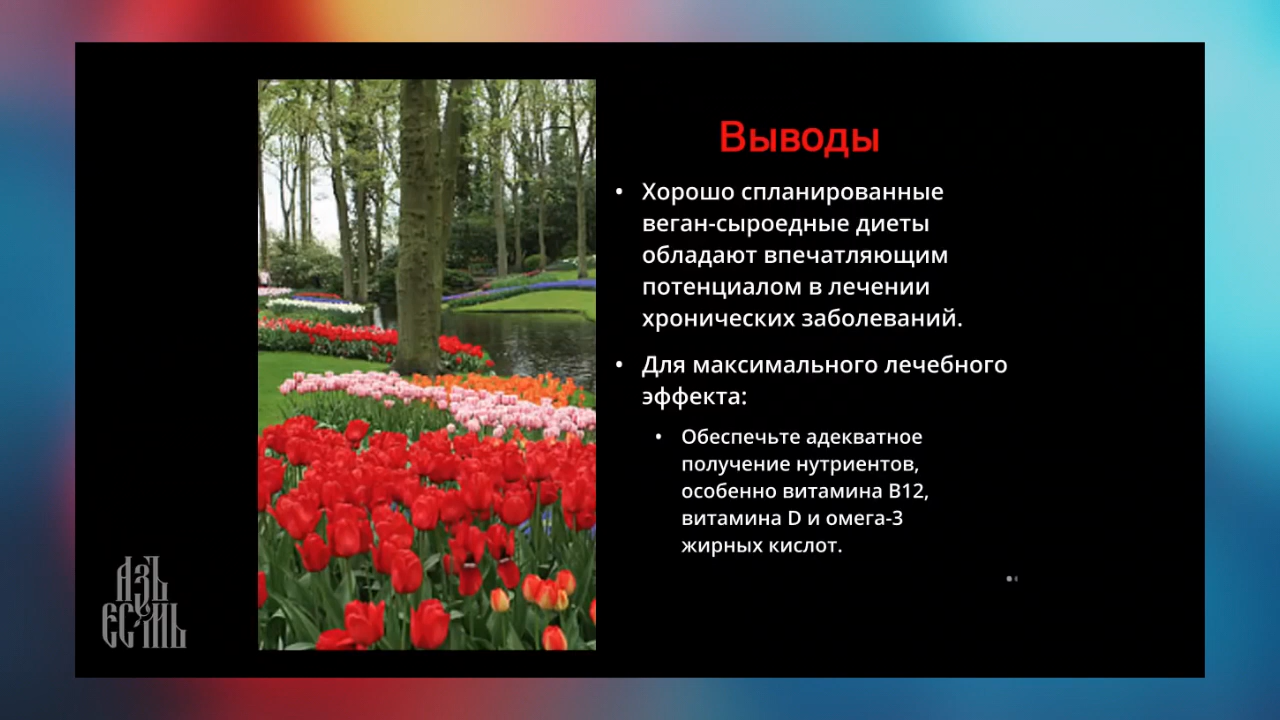 Выводы
• Хорошо спланированные
веган-сыроедные диеты
обладают впечатляющим
потенциалом в лечении
хронических заболеваний.
• Для максимального лечебного
эффекта:
• Обеспечьте адекватное
получение нутриентов,
особенно витамина B12,
витамина D и омега-3
жирных кислот.
АЗЪ
ЕСМЬ